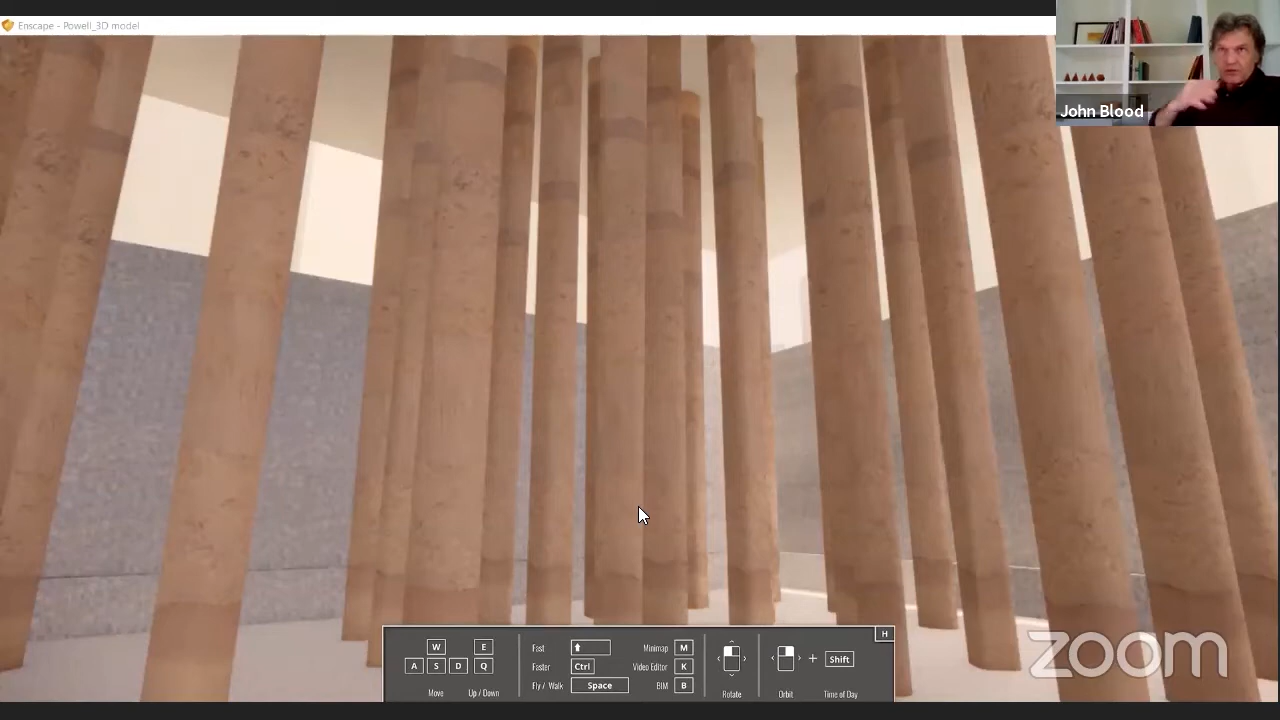 Enscape - Powell_3D model
John Blood
H
W E
A S D Q
Move Up / Down
Fast
Faster Ctrl
Fly / Walk Space
Minimap M
Video Editor K
BIM B
Rotate
Orbit
+ Shift
Time of Day
zoom